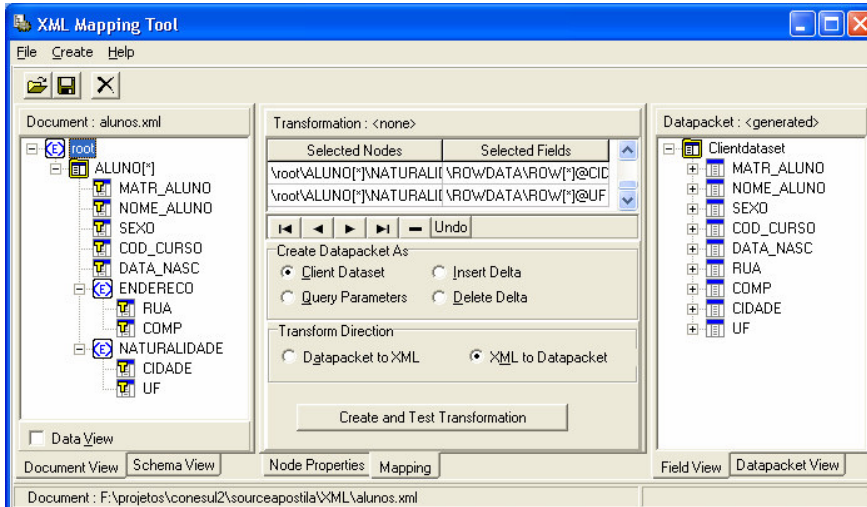 XML Mapping Tool
File Create Help
Document : alunos.xml
root
ALUNO[*]
MATR_ALUNO
NOME_ALUNO
SEXO
COD_CURSO
DATA_NASC
ENDERECO
RUA
COMP
NATURALIDADE
CIDADE
UF
Data View
Document View Schema View
Transformation : <none>
Selected Nodes Selected Fields
\root\ALUNO[*]\NATURALI \ROWDATA\ROW[*]@CID
\root\ALUNO[*]\NATURALI \ROWDATA\ROW[*]@UF
Undo
Create Datapacket As
Client Dataset Insert Delta
Query Parameters Delete Delta
Transform Direction
Datapacket to XML XML to Datapacket
Create and Test Transformation
Node Properties Mapping
Datapacket : <generated>
Clientdataset
MATR_ALUNO
NOME_ALUNO
SEXO
COD_CURSO
DATA_NASC
RUA
COMP
CIDADE
UF
Field View Datapacket View
Document : F:\projetos\conesul2\sourceapostila\XML\alunos.xml